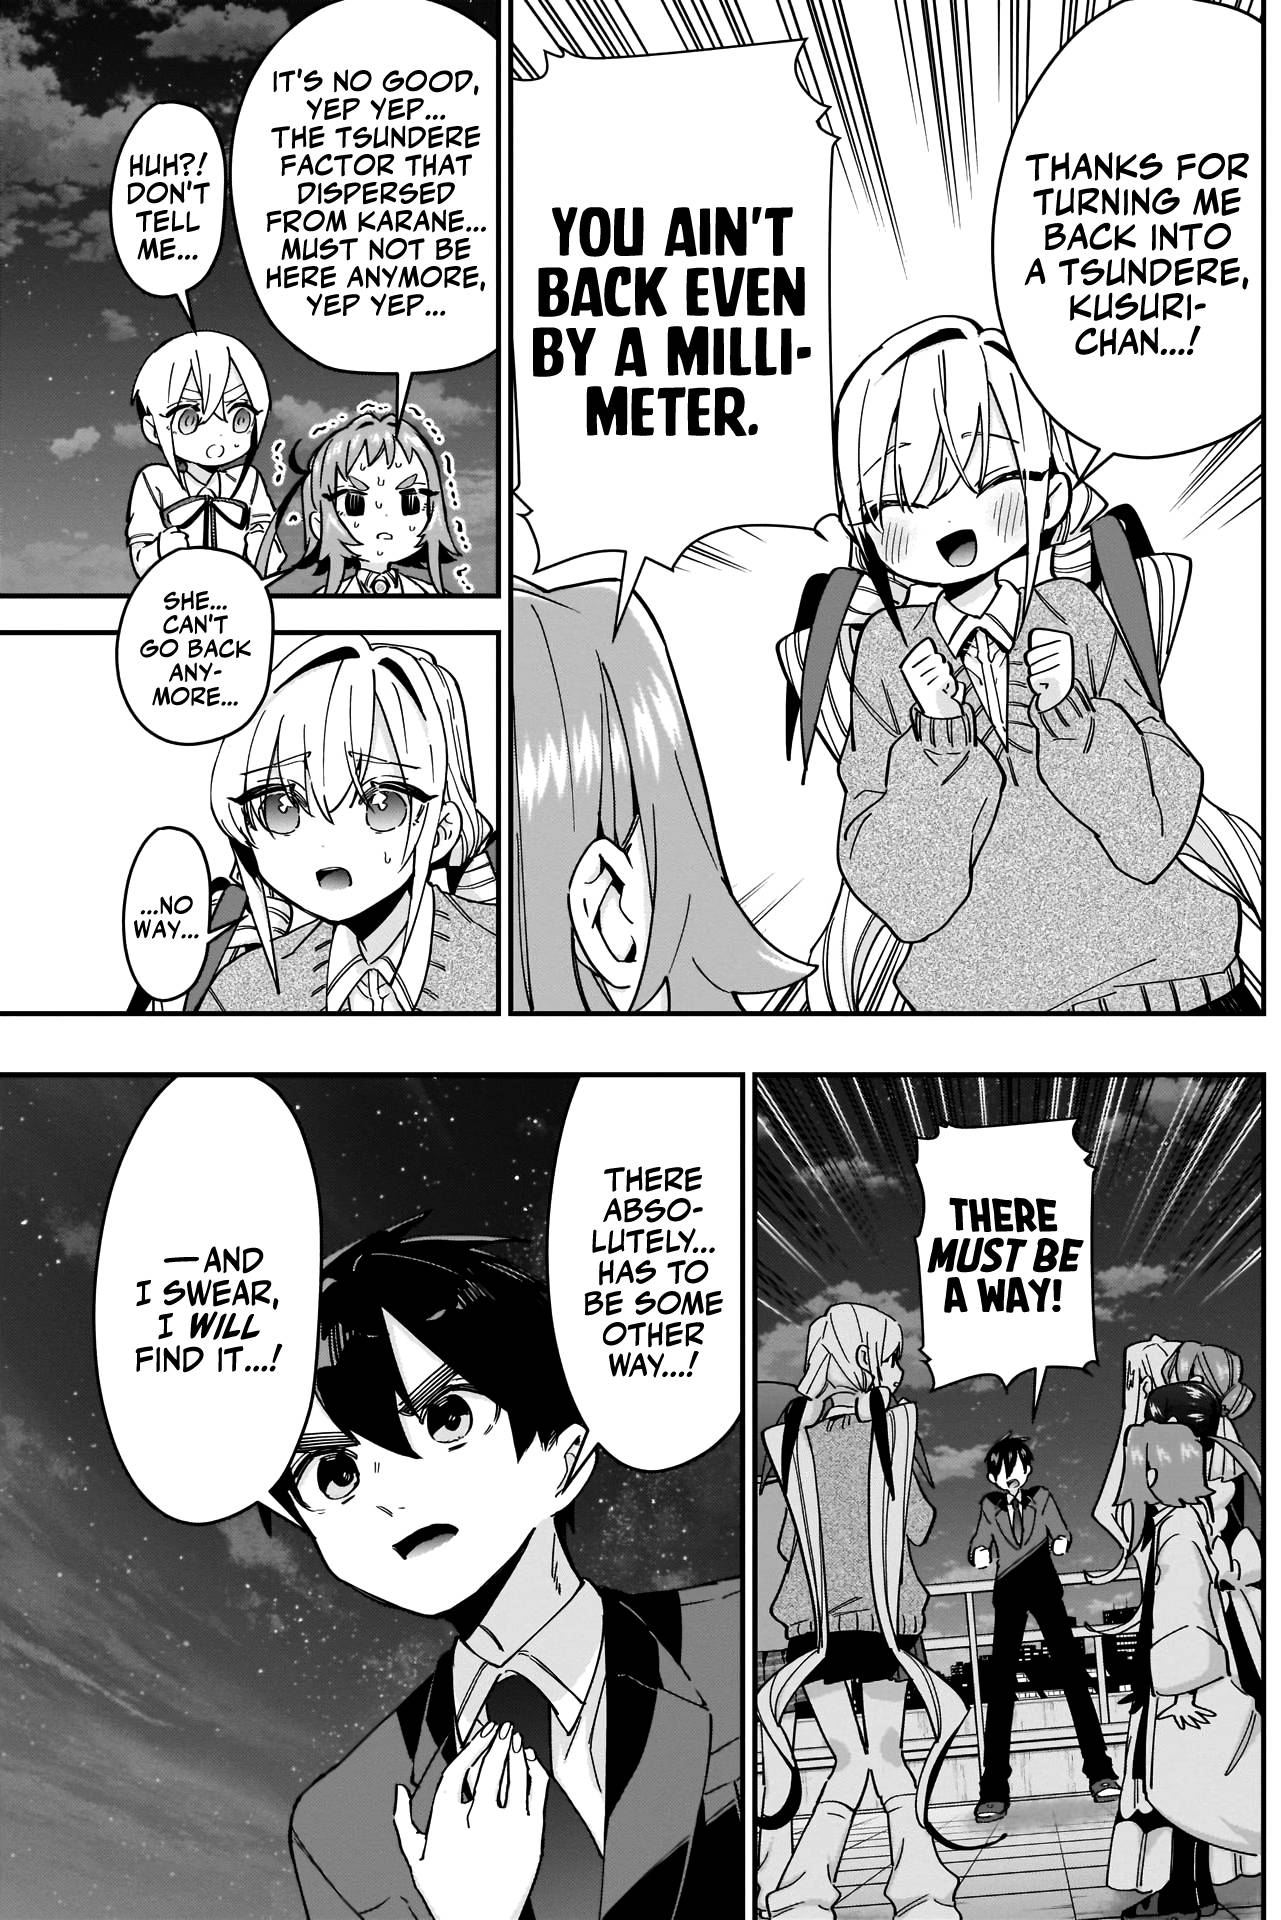 THANKS FOR
TURNING ME
BACK INTO
A TSUNDERE,
KUSURI-
CHAN...!
YOU AIN'T
BACK EVEN
BY A MILLI-
METER.
IT'S NO GOOD,
YEP YEP...
THE TSUNDERE
FACTOR THAT
DISPERSED
FROM KARANE...
MUST NOT BE
HERE ANYMORE,
YEP YEP...
HUH?!
DON'T
TELL
ME...
SHE...
CAN'T
GO BACK
ANY-
MORE...
...NO
WAY...
THERE
MUST BE
A WAY!
THERE
ABSO-
LUTELY...
HAS TO
BE SOME
OTHER
WAY...!
—AND
I SWEAR,
I WILL
FIND IT...!